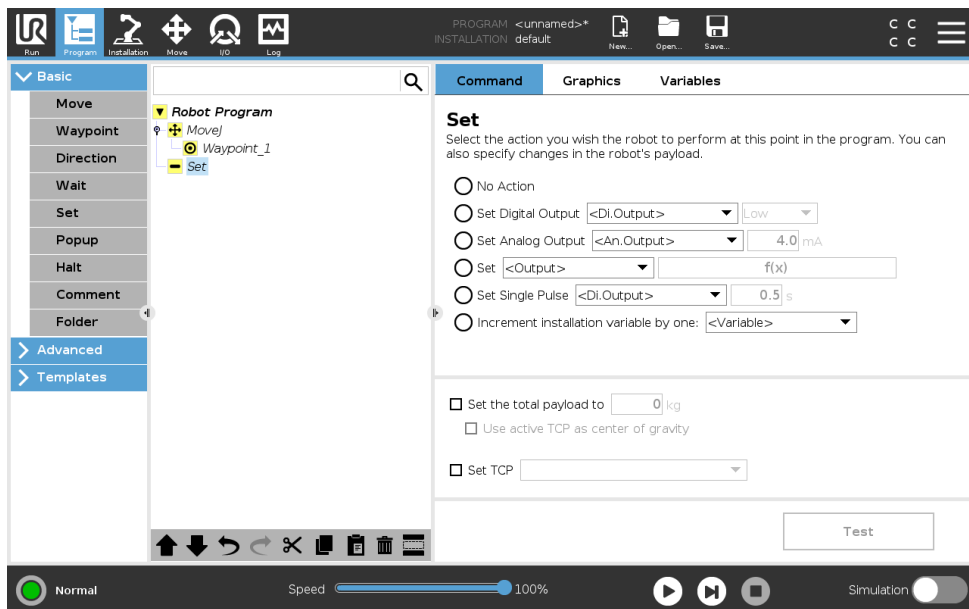 PROGRAM <unnamed>*
INSTALLATION default
UR
Run
Program
Installation
Move
I/O
Log
New...
Open...
Save...
C C
C C
Basic
Move
Waypoint
Direction
Wait
Set
Popup
Halt
Comment
Folder
Advanced
Templates
Robot Program
MoveJ
Waypoint_1
Set
Command Graphics Variables
Set
Select the action you wish the robot to perform at this point in the program. You can
also specify changes in the robot's payload.
No Action
Set Digital Output <Di.Output> Low
Set Analog Output <An.Output> 4.0 mA
Set <Output> f(x)
Set Single Pulse <Di.Output> 0.5 s
Increment installation variable by one: <Variable>
Set the total payload to 0 kg
Use active TCP as center of gravity
Set TCP
Test
Normal
Speed 100%
Simulation